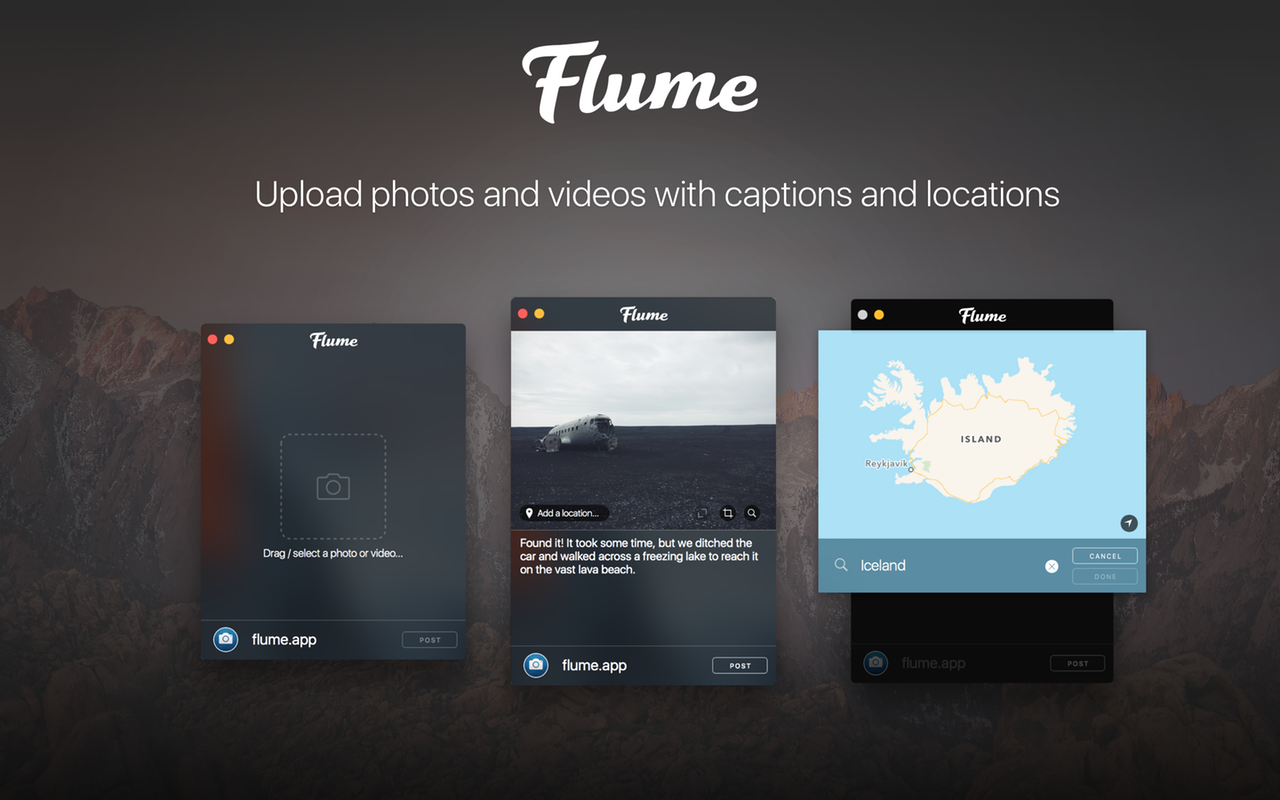 Flume
Upload photos and videos with captions and locations
Flume
Drag / select a photo or video...
flume.app
POST
Flume
Add a location...
Found it! It took some time, but we ditched the
car and walked across a freezing lake to reach it
on the vast lava beach.
flume.app
POST
Flume
ISLAND
Reykjavik
Iceland
CANCEL
DONE
flume.app
POST